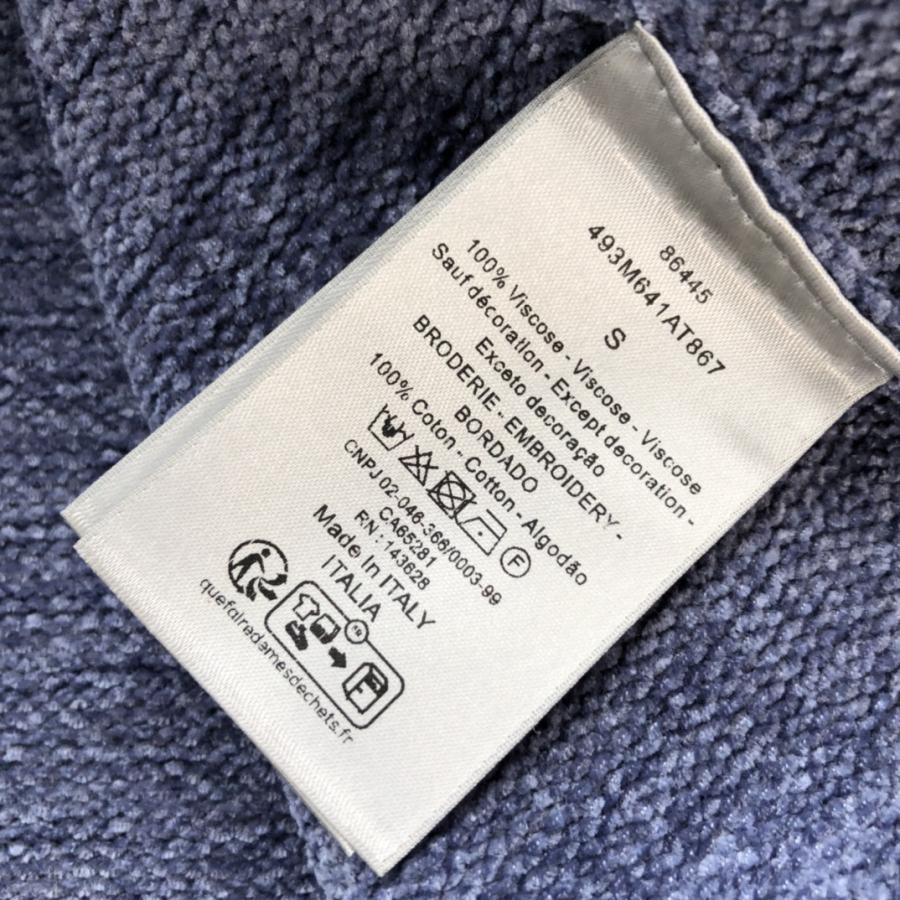 86445
493M641AT867
S
100% Viscose - Viscose - Viscose
Sauf décoration - Except decoration -
Exceto decoração
BRODERIE - EMBROIDERY -
BORDADO
100% Coton - Cotton - Algodão
F
CNPJ 02-046-366/0003-99
CA65281
RN: 143628
Made In ITALY
ITALIA
FR
quefairedemesdechets.fr